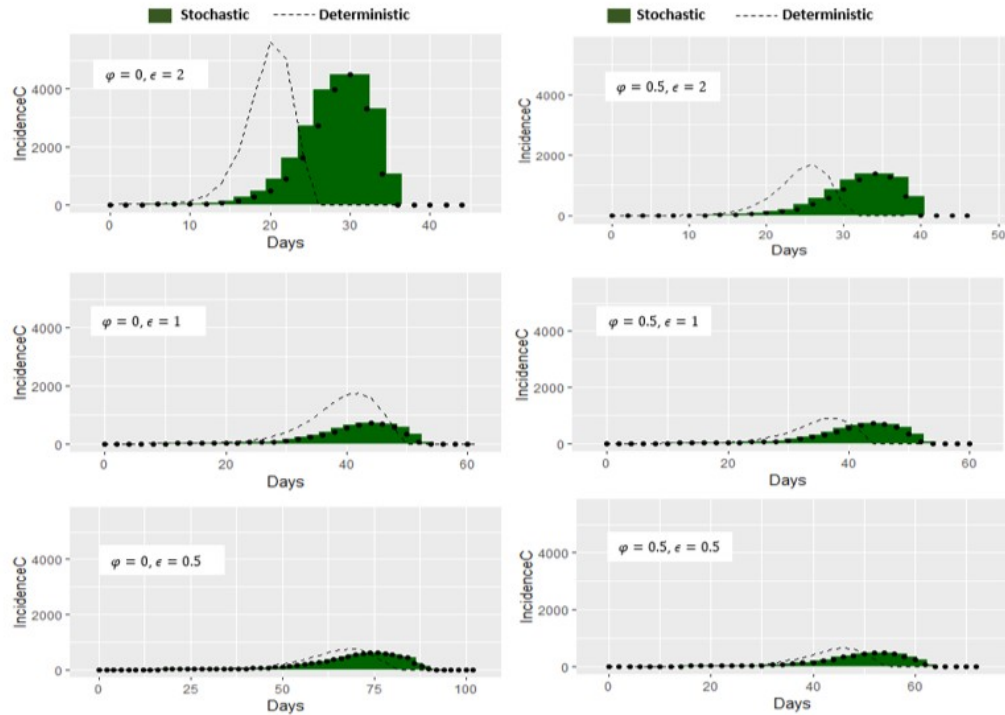 Stochastic Deterministic
Stochastic Deterministic
IncidenceC
4000
2000
0
φ = 0, ϵ = 2
0 10 20 30 40
Days
IncidenceC
4000
2000
0
φ = 0.5, ϵ = 2
0 10 20 30 40 50
Days
IncidenceC
4000
2000
0
φ = 0, ϵ = 1
0 20 40 60
Days
IncidenceC
4000
2000
0
φ = 0.5, ϵ = 1
0 20 40 60
Days
IncidenceC
4000
2000
0
φ = 0, ϵ = 0.5
0 25 50 75 100
Days
IncidenceC
4000
2000
0
φ = 0.5, ϵ = 0.5
0 20 40 60
Days